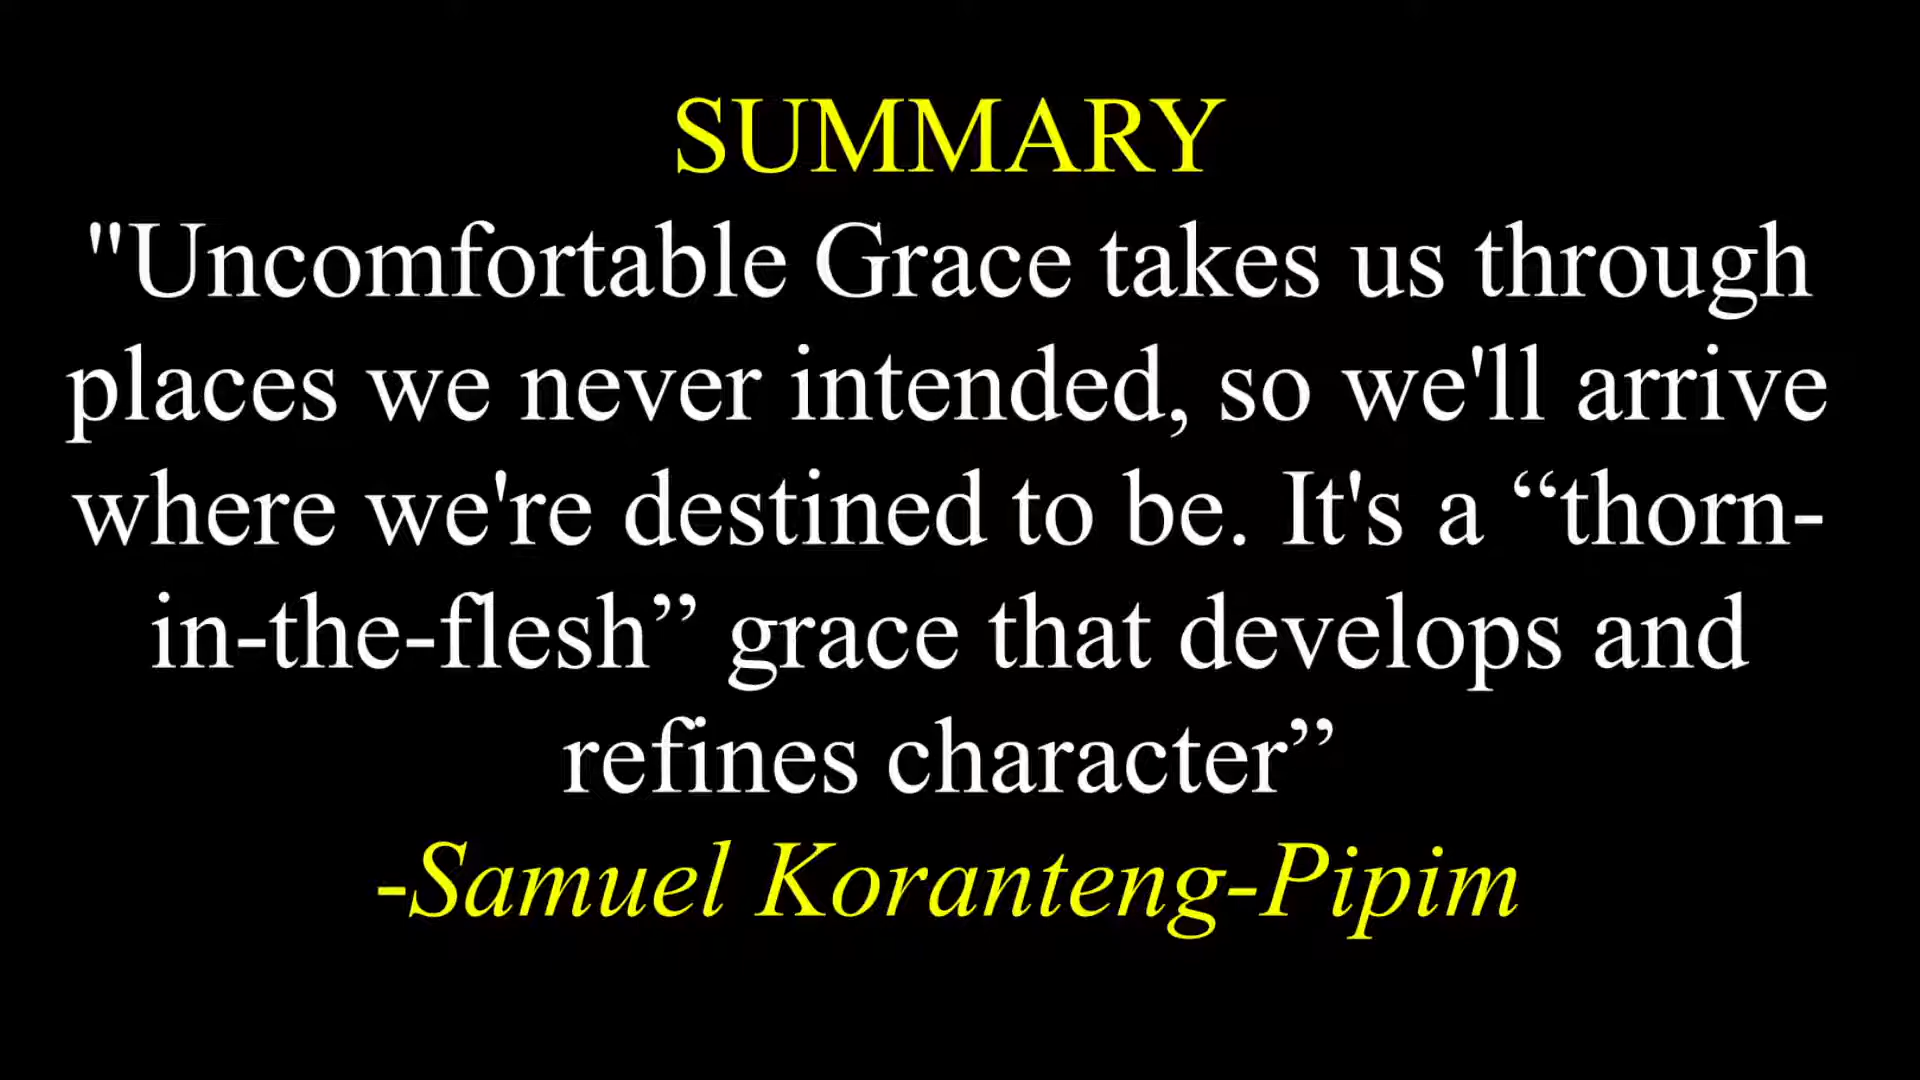 SUMMARY
"Uncomfortable Grace takes us through
places we never intended, so we'll arrive
where we're destined to be. It's a “thorn-
in-the-flesh” grace that develops and
refines character”
-Samuel Koranteng-Pipim